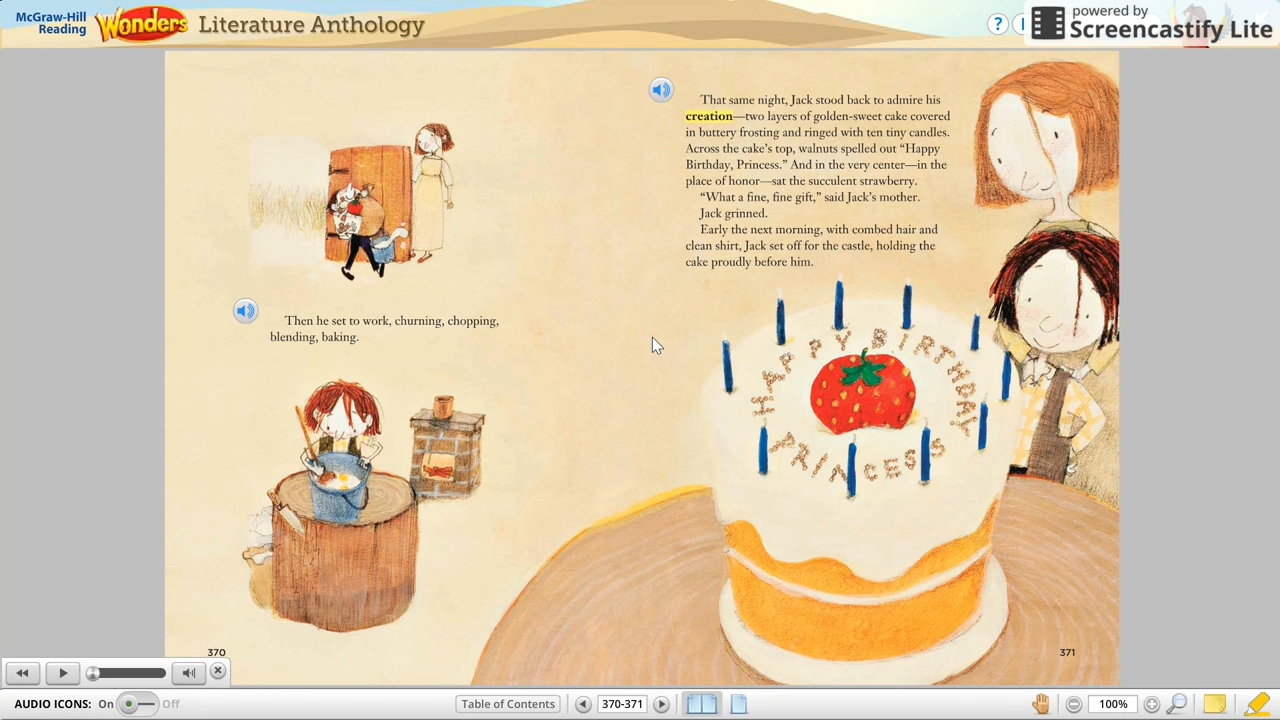 McGraw-Hill
Reading
Wonders
Literature Anthology
?
powered by
Screencastify Lite
That same night, Jack stood back to admire his
creation—two layers of golden-sweet cake covered
in buttery frosting and ringed with ten tiny candles.
Across the cake’s top, walnuts spelled out “Happy
Birthday, Princess.” And in the very center—in the
place of honor—sat the succulent strawberry.
“What a fine, fine gift,” said Jack’s mother.
Jack grinned.
Early the next morning, with combed hair and
clean shirt, Jack set off for the castle, holding the
cake proudly before him.
Then he set to work, churning, chopping,
blending, baking.
HAPPY BIRTHDAY
PRINCESS
370
371
AUDIO ICONS: On Off
Table of Contents
370-371
100%